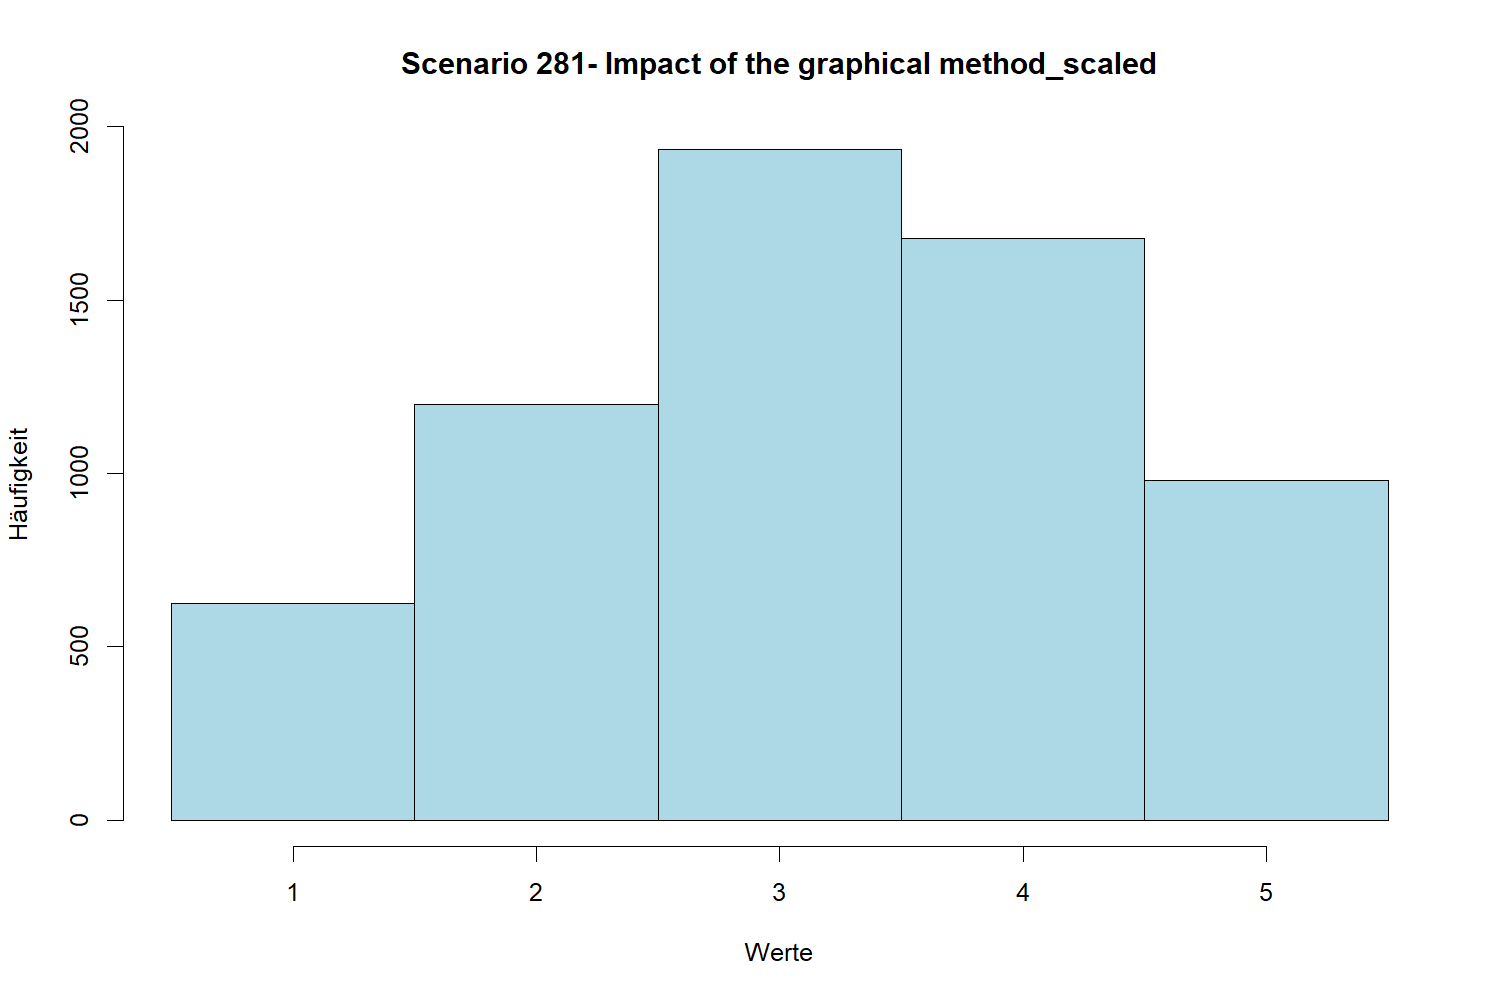 Scenario 281- Impact of the graphical method_scaled
Häufigkeit
2000
1500
1000
500
0
1 2 3 4 5
Werte